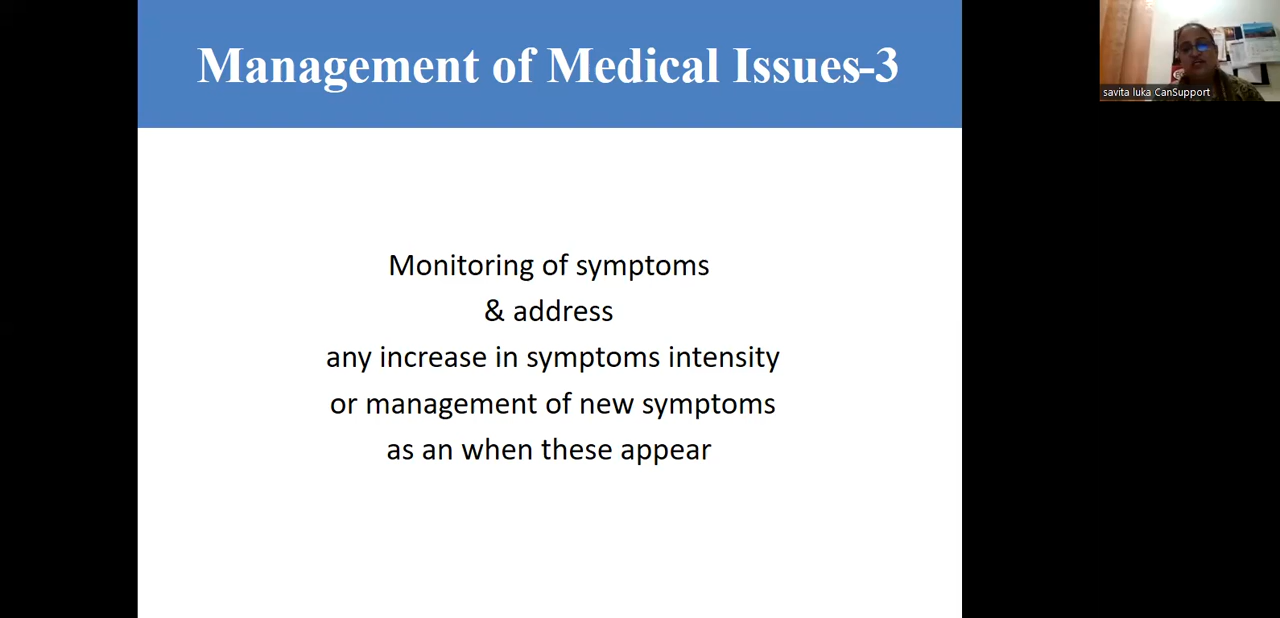 Management of Medical Issues-3
savita luka CanSupport
Monitoring of symptoms
& address
any increase in symptoms intensity
or management of new symptoms
as an when these appear